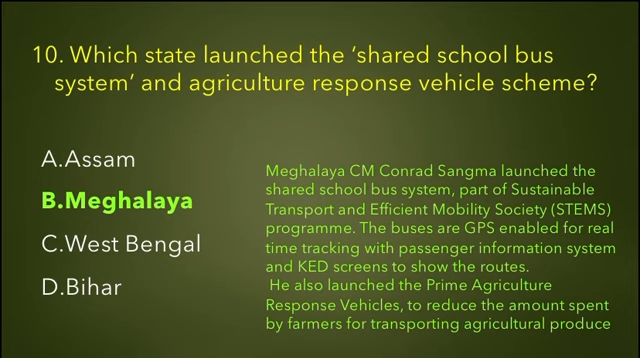 10. Which state launched the ‘shared school bus
system’ and agriculture response vehicle scheme?
A.Assam
B.Meghalaya
C.West Bengal
D.Bihar
Meghalaya CM Conrad Sangma launched the
shared school bus system, part of Sustainable
Transport and Efficient Mobility Society (STEMS)
programme. The buses are GPS enabled for real
time tracking with passenger information system
and KED screens to show the routes.
He also launched the Prime Agriculture
Response Vehicles, to reduce the amount spent
by farmers for transporting agricultural produce